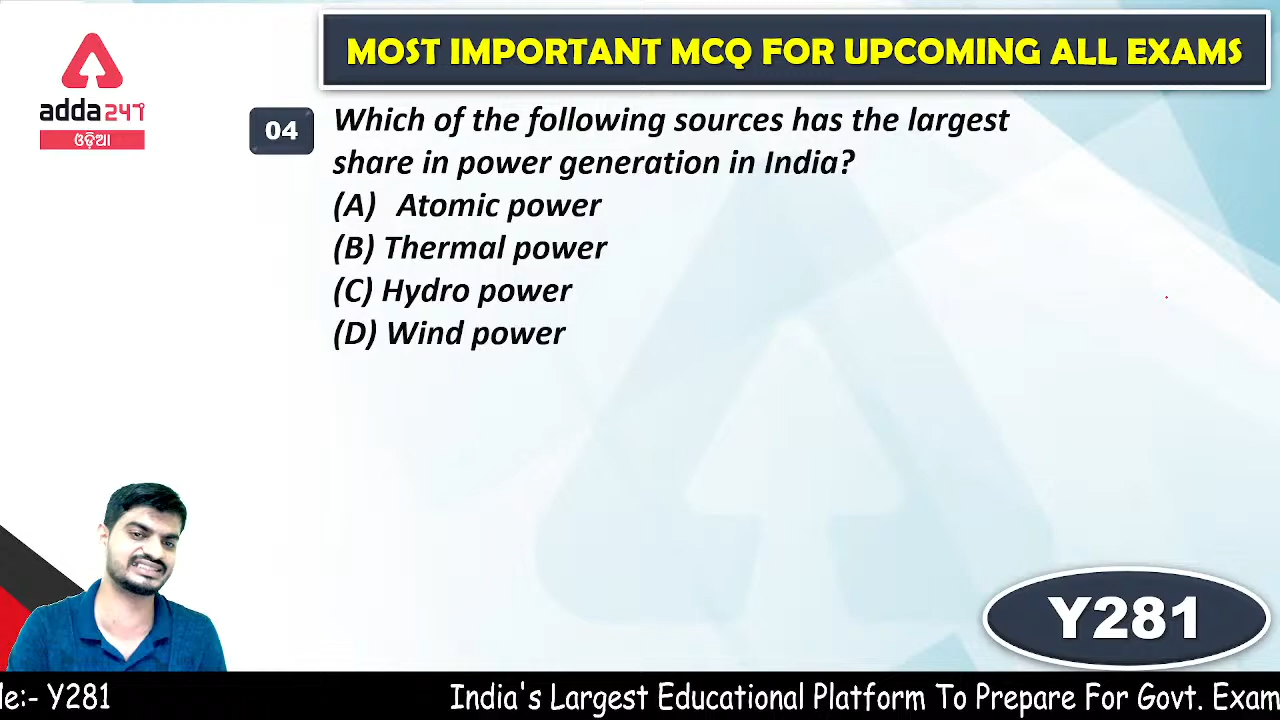 MOST IMPORTANT MCQ FOR UPCOMING ALL EXAMS
adda247
ଓଡ଼ିଆ
04
Which of the following sources has the largest
share in power generation in India?
(A) Atomic power
(B) Thermal power
(C) Hydro power
(D) Wind power
Y281
le:- Y281 India's Largest Educational Platform To Prepare For Govt. Exam